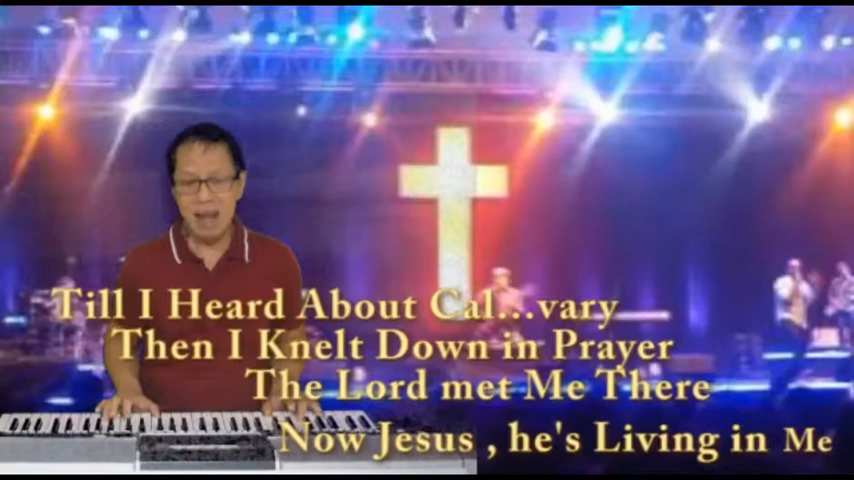 Till I Heard About Cal...vary
Then I Knelt Down in Prayer
The Lord met Me There
Now Jesus , he's Living in Me